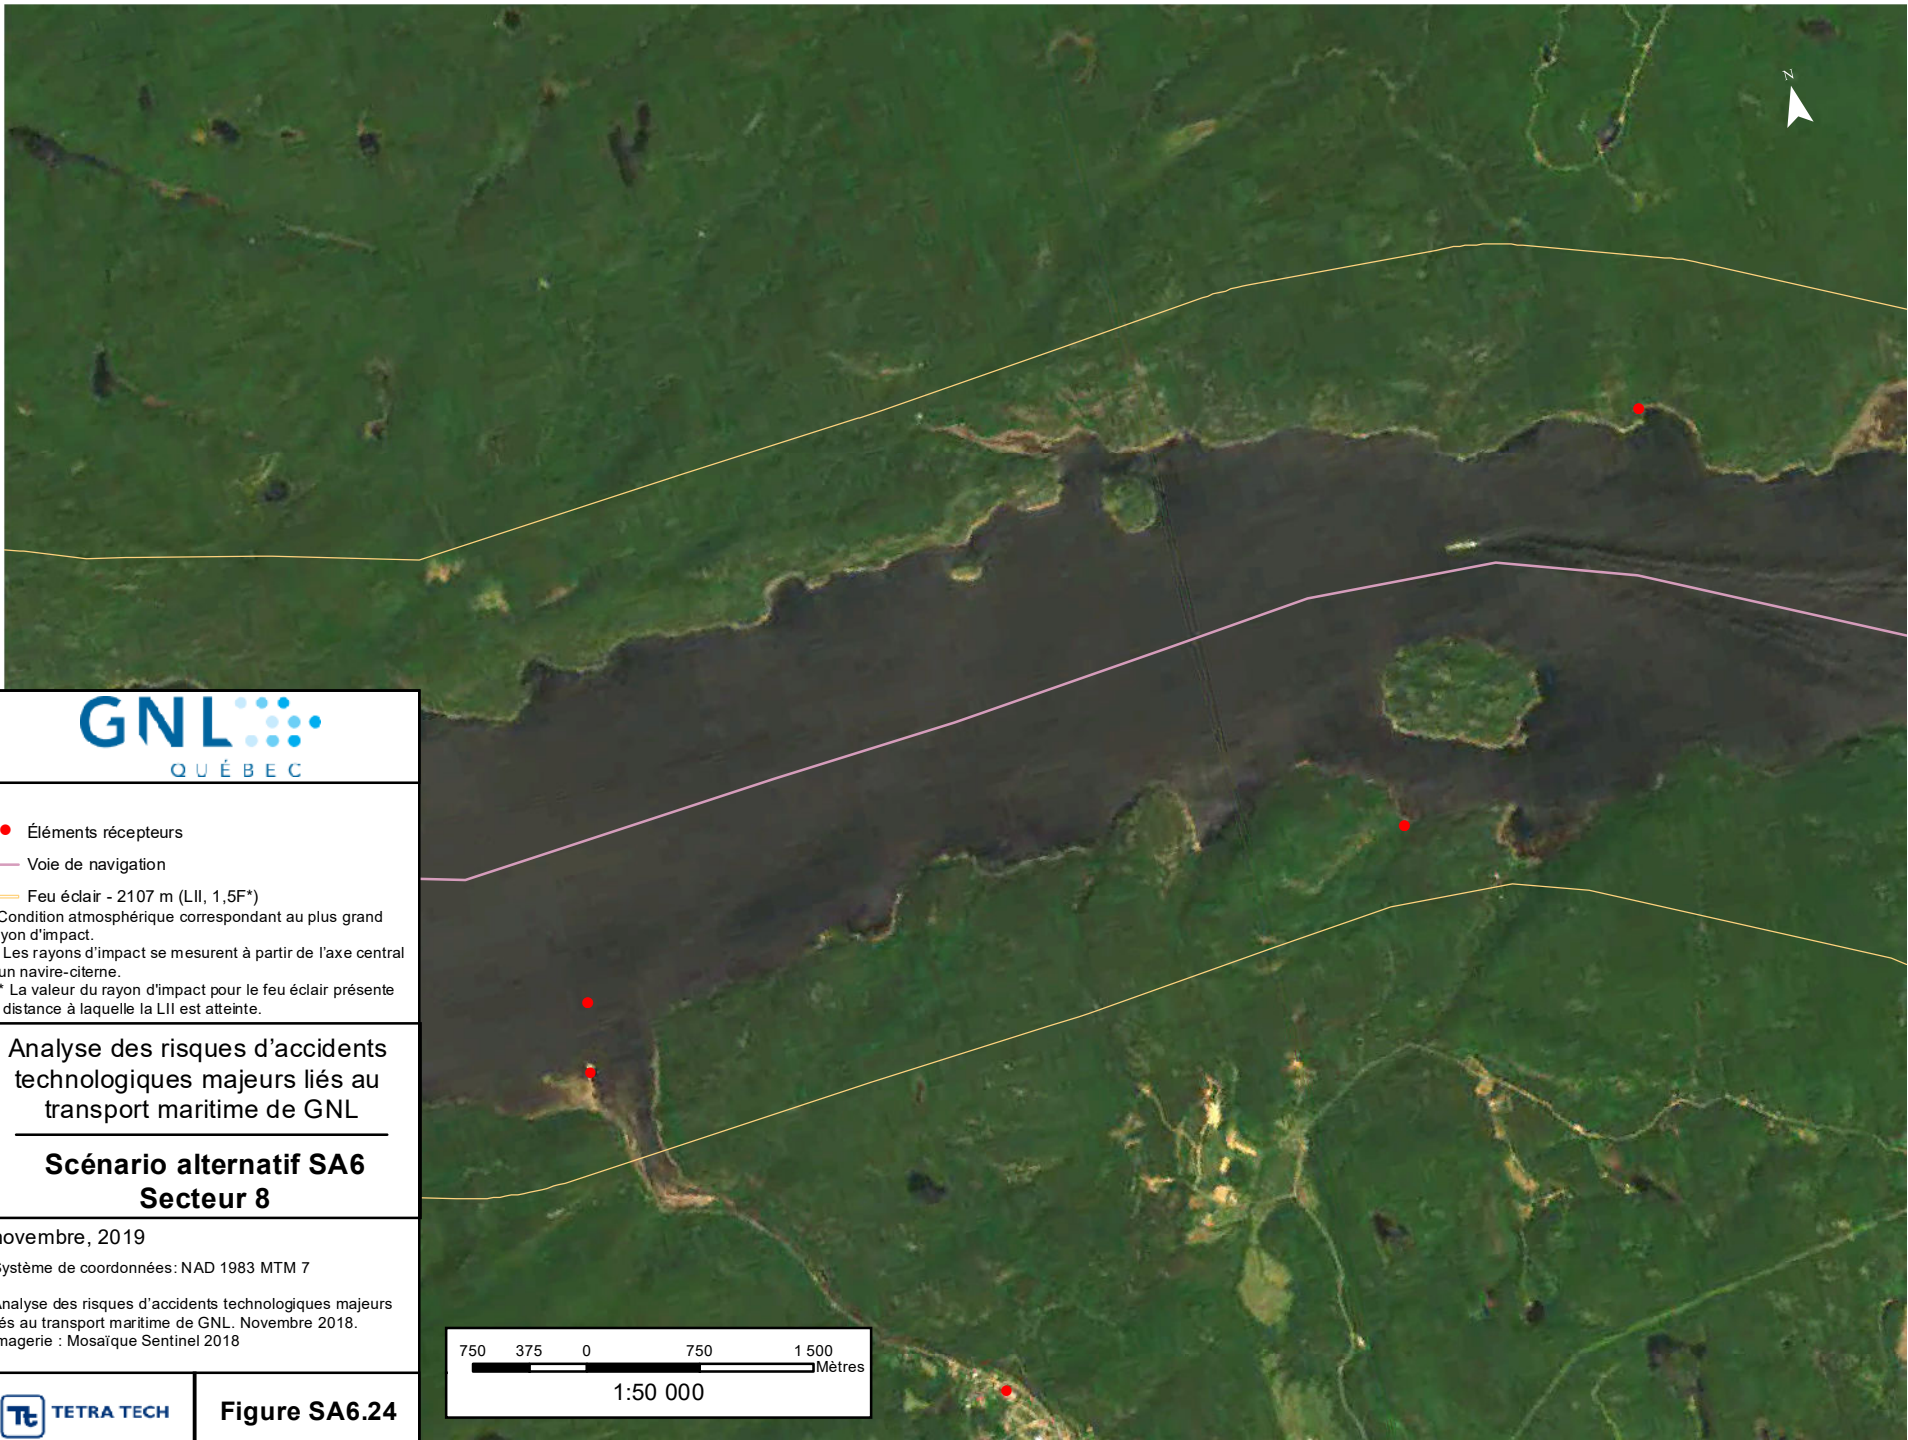 N
GNL
QUÉBEC
Éléments récepteurs
Voie de navigation
Feu éclair - 2107 m (LII, 1,5F*)
Condition atmosphérique correspondant au plus grand
yon d'impact.
Les rayons d'impact se mesurent à partir de l'axe central
un navire-citerne.
* La valeur du rayon d'impact pour le feu éclair présente
distance à laquelle la LII est atteinte.
Analyse des risques d'accidents
technologiques majeurs liés au
transport maritime de GNL
Scénario alternatif SA6
Secteur 8
novembre, 2019
Système de coordonnées: NAD 1983 MTM 7
Analyse des risques d'accidents technologiques majeurs
és au transport maritime de GNL. Novembre 2018.
magerie : Mosaïque Sentinel 2018
TETRA TECH
Figure SA6.24
750 375 0 750 1 500
Mètres
1:50 000